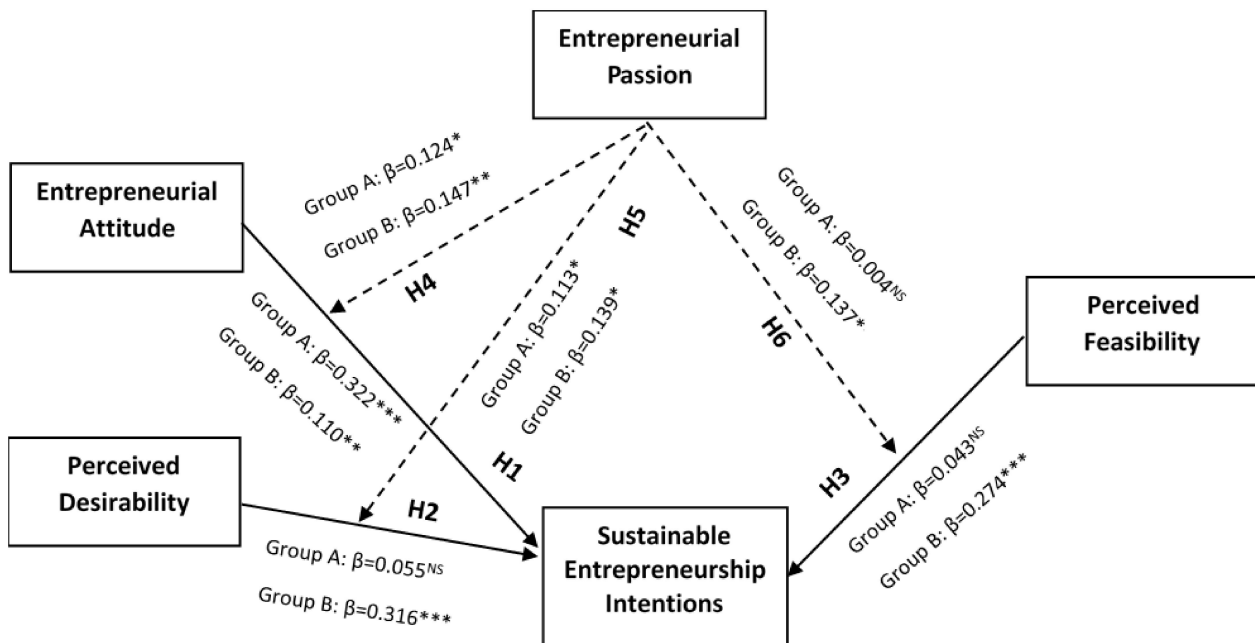 Entrepreneurial
Passion
Entrepreneurial
Attitude
Group A: β=0.124*
Group B: β=0.147**
H4
H5
Group A: β=0.113*
Group B: β=0.139*
Group A: β=0.004ᴺˢ
Group B: β=0.137*
H6
Perceived
Feasibility
Group A: β=0.322***
Group B: β=0.110**
H1
Perceived
Desirability
H2
Group A: β=0.055ᴺˢ
Group B: β=0.316***
H3
Group A: β=0.043ᴺˢ
Group B: β=0.274***
Sustainable
Entrepreneurship
Intentions